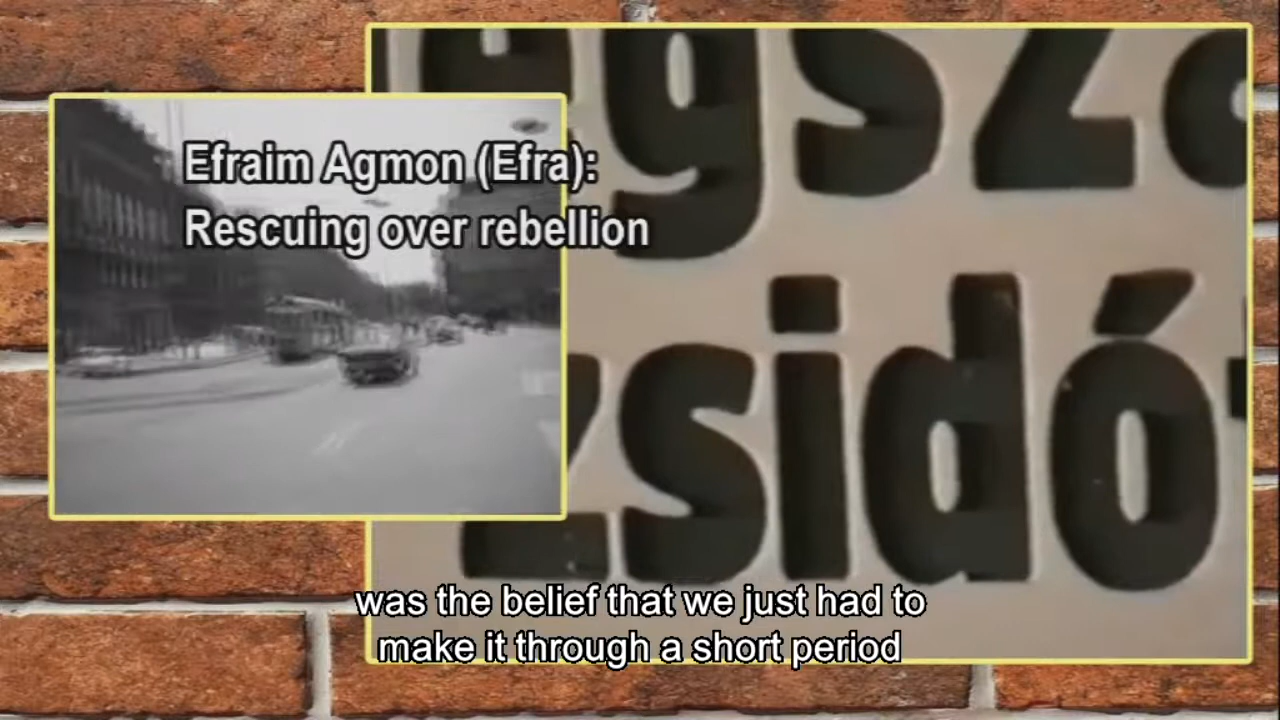 Efraim Agmon (Efra):
Rescuing over rebellion
zsidó
was the belief that we just had to
make it through a short period